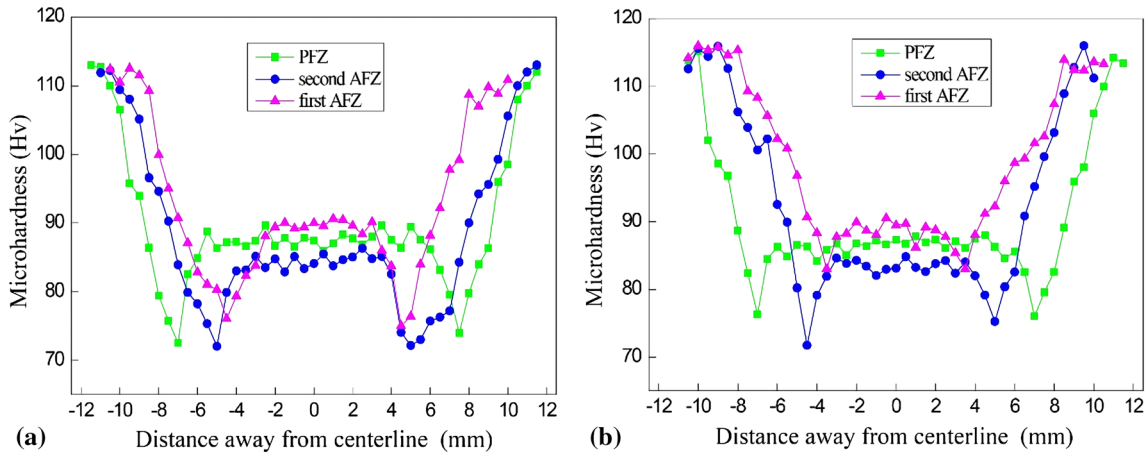 120
110
100
90
80
70
Microhardness (Hv)
PFZ
second AFZ
first AFZ
-12 -10 -8 -6 -4 -2 0 2 4 6 8 10 12
(a) Distance away from centerline (mm)
120
110
100
90
80
70
Microhardness (Hv)
PFZ
second AFZ
first AFZ
-12 -10 -8 -6 -4 -2 0 2 4 6 8 10 12
(b) Distance away from centerline (mm)